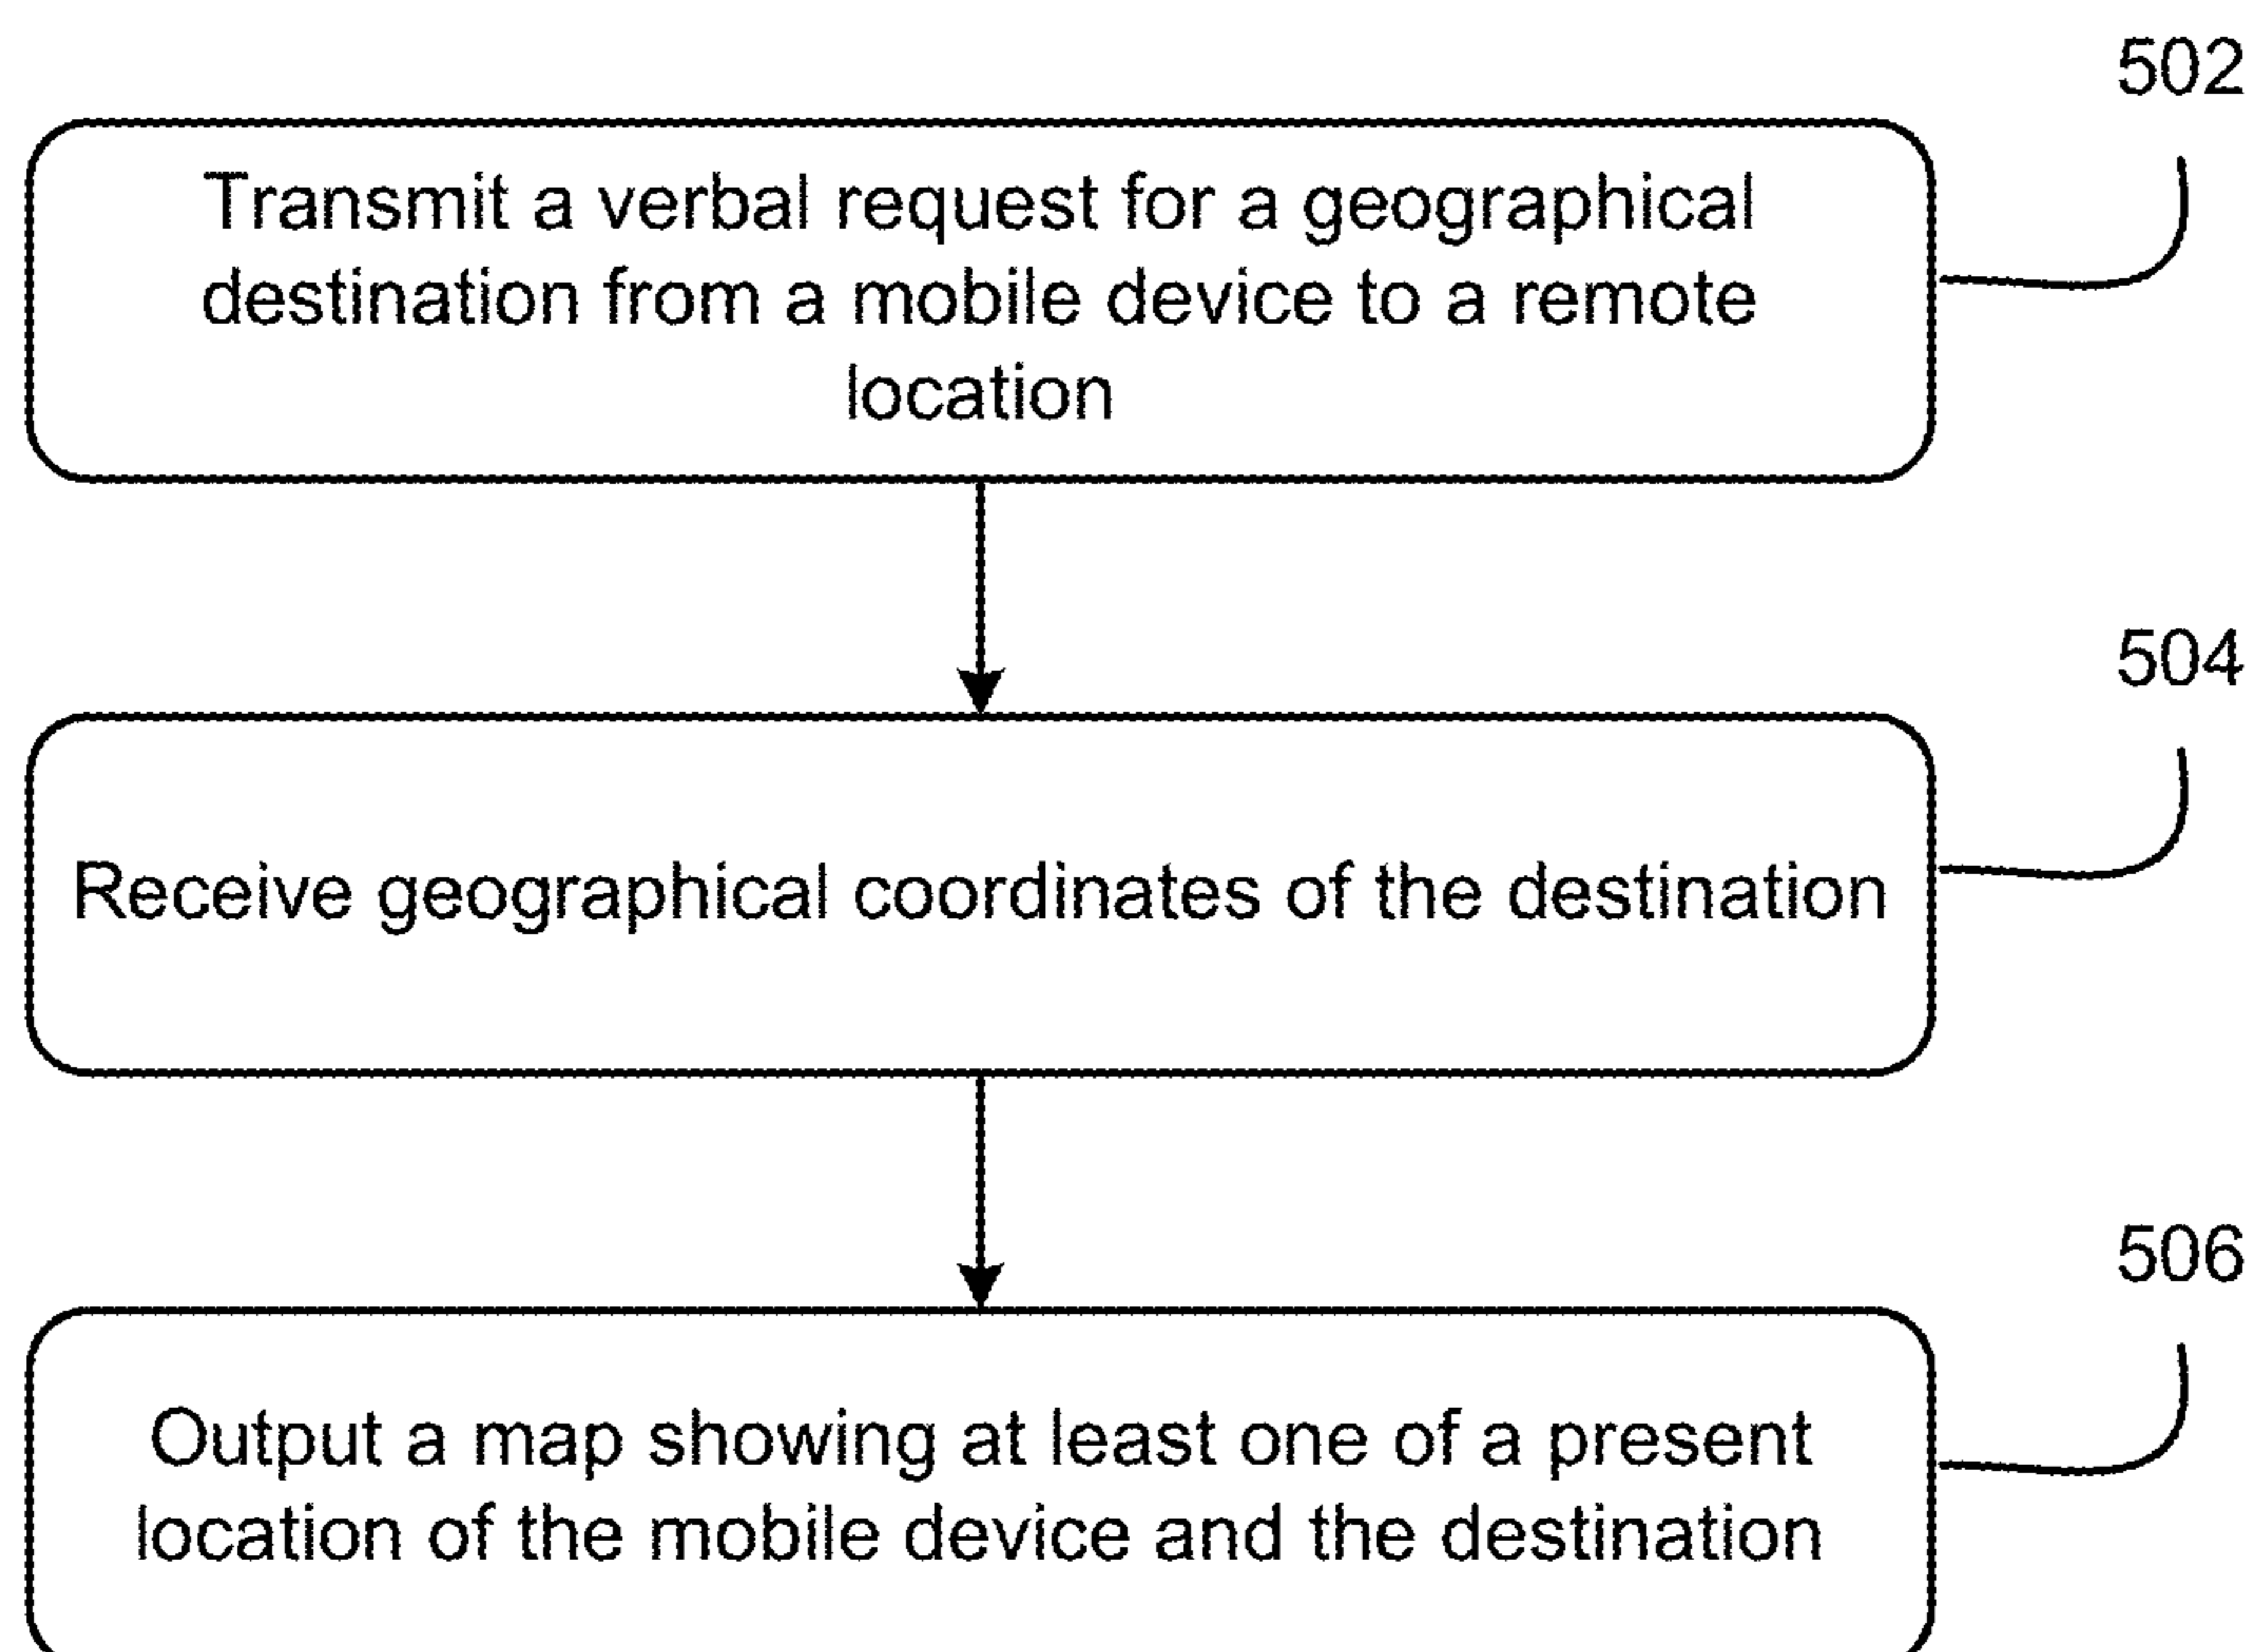 502
Transmit a verbal request for a geographical
destination from a mobile device to a remote
location
504
Receive geographical coordinates of the destination
506
Output a map showing at least one of a present
location of the mobile device and the destination